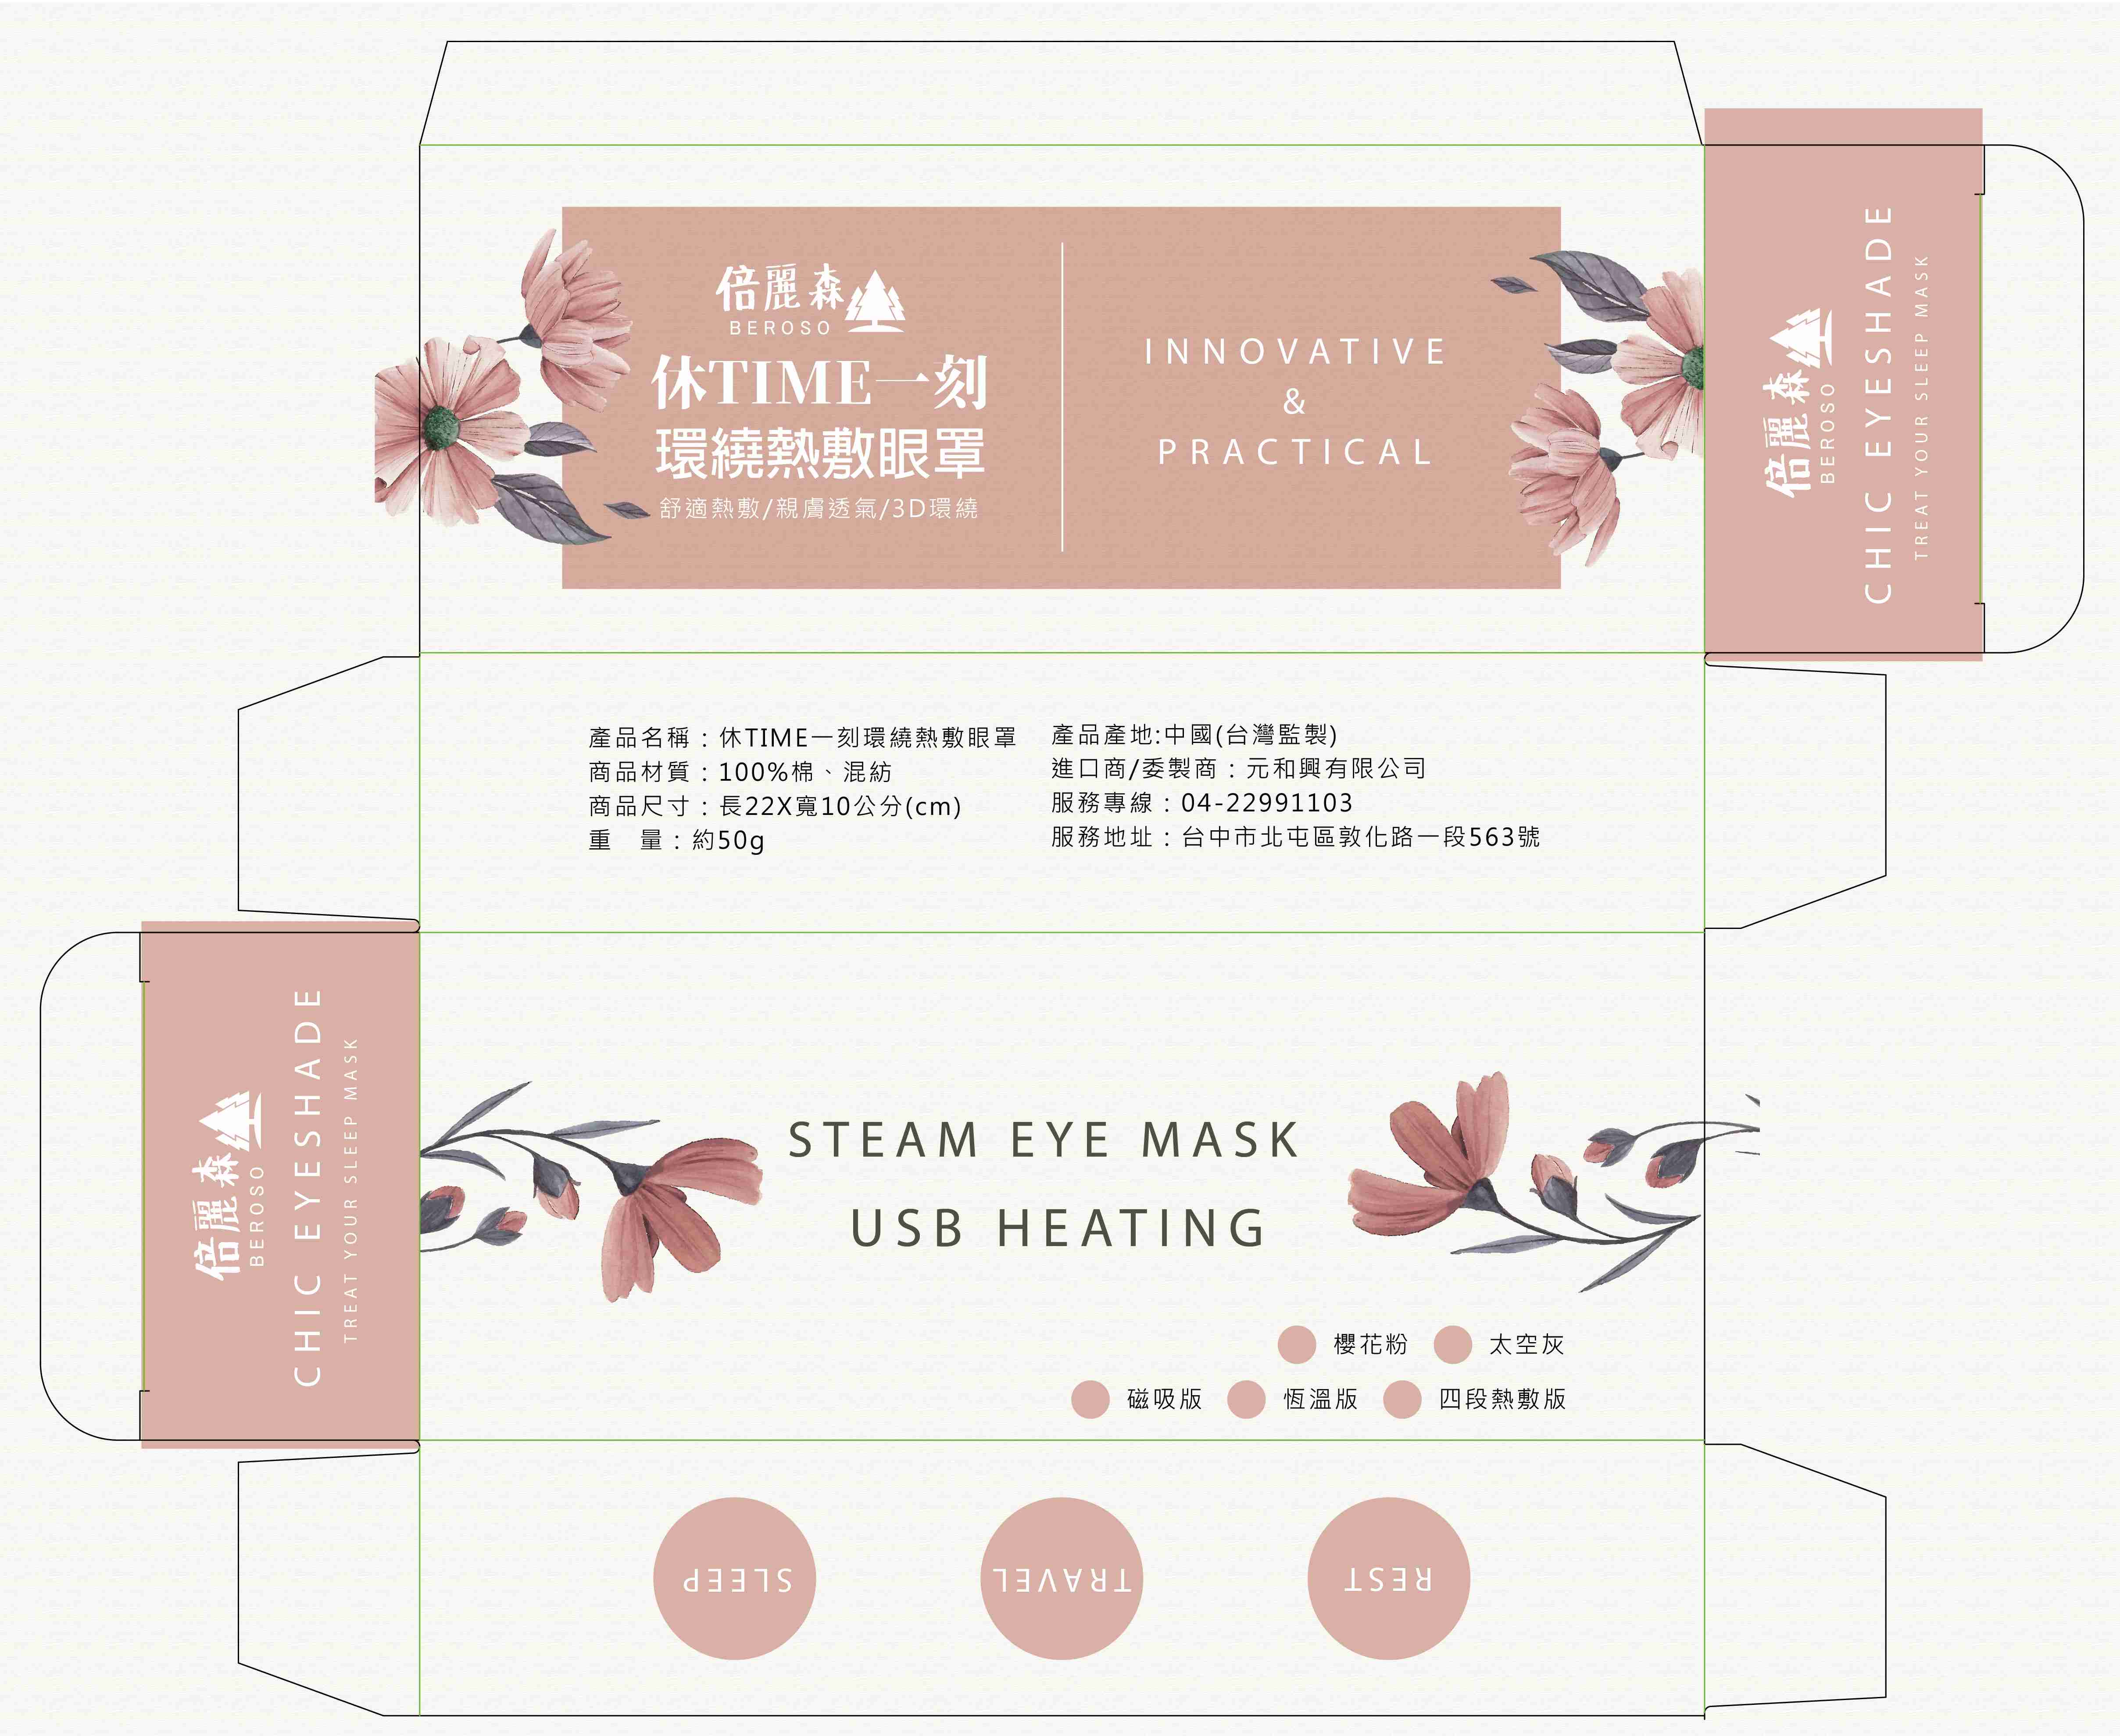 倍麗森
BEROSO
休TIME一刻
環繞熱敷眼罩
舒適熱敷/親膚透氣/3D環繞
INNOVATIVE
&
PRACTICAL
倍麗森
BEROSO
CHIC EYESHADE
TREAT YOUR SLEEP MASK
產品名稱：休TIME一刻環繞熱敷眼罩
商品材質：100%棉、混紡
商品尺寸：長22X寬10公分(cm)
重　量：約50g
產品產地:中國(台灣監製)
進口商/委製商：元和興有限公司
服務專線：04-22991103
服務地址：台中市北屯區敦化路一段563號
倍麗森
BEROSO
CHIC EYESHADE
TREAT YOUR SLEEP MASK
STEAM EYE MASK
USB HEATING
櫻花粉 太空灰
磁吸版 恆溫版 四段熱敷版
SLEEP
TRAVEL
REST